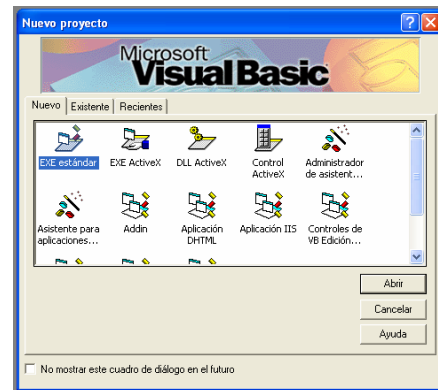 Nuevo proyecto
Microsoft
Visual Basic
Nuevo
Existente
Recientes
EXE estándar
EXE ActiveX
DLL ActiveX
Control
ActiveX
Administrador
de asistent...
Asistente para
aplicaciones...
Addin
Aplicación
DHTML
Aplicación IIS
Controles de
VB Edición...
Abrir
Cancelar
Ayuda
No mostrar este cuadro de diálogo en el futuro